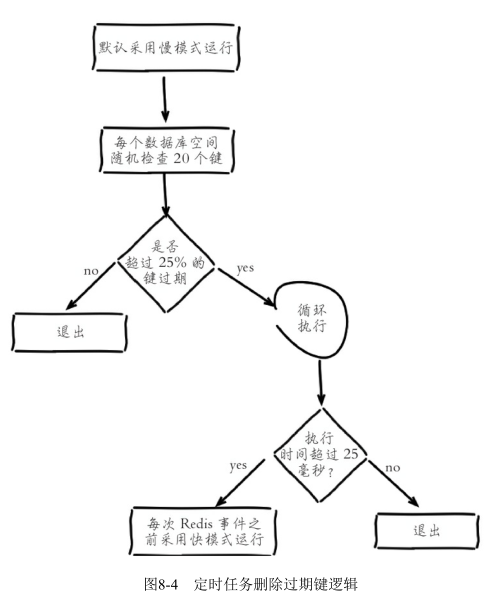 默认采用慢模式运行
每个数据库空间
随机检查 20 个键
是否
超过 25% 的
键过期
no
yes
退出
循环
执行
执行
时间超过 25
毫秒?
yes
no
每次 Redis 事件之
前采用快模式运行
退出
图8-4 定时任务删除过期键逻辑